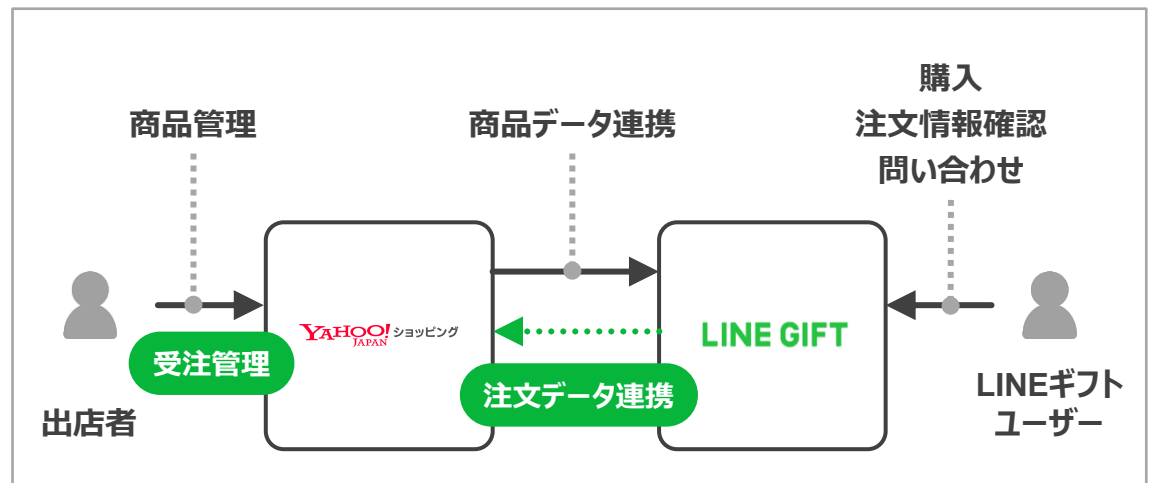 商品管理
商品データ連携
購入
注文情報確認
問い合わせ
YAHOO! ショッピング
JAPAN
LINE GIFT
受注管理
注文データ連携
出店者
LINEギフト
ユーザー